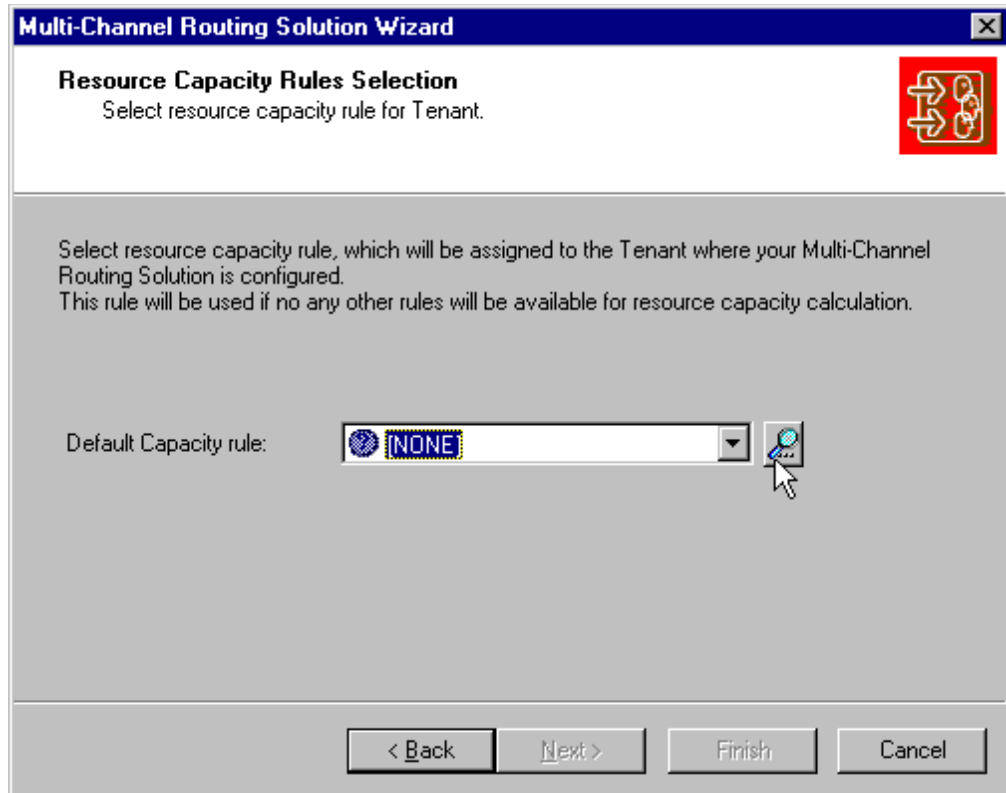 Multi-Channel Routing Solution Wizard
Resource Capacity Rules Selection
Select resource capacity rule for Tenant.
Select resource capacity rule, which will be assigned to the Tenant where your Multi-Channel
Routing Solution is configured.
This rule will be used if no any other rules will be available for resource capacity calculation.
Default Capacity rule:
[NONE]
< Back
Next >
Finish
Cancel